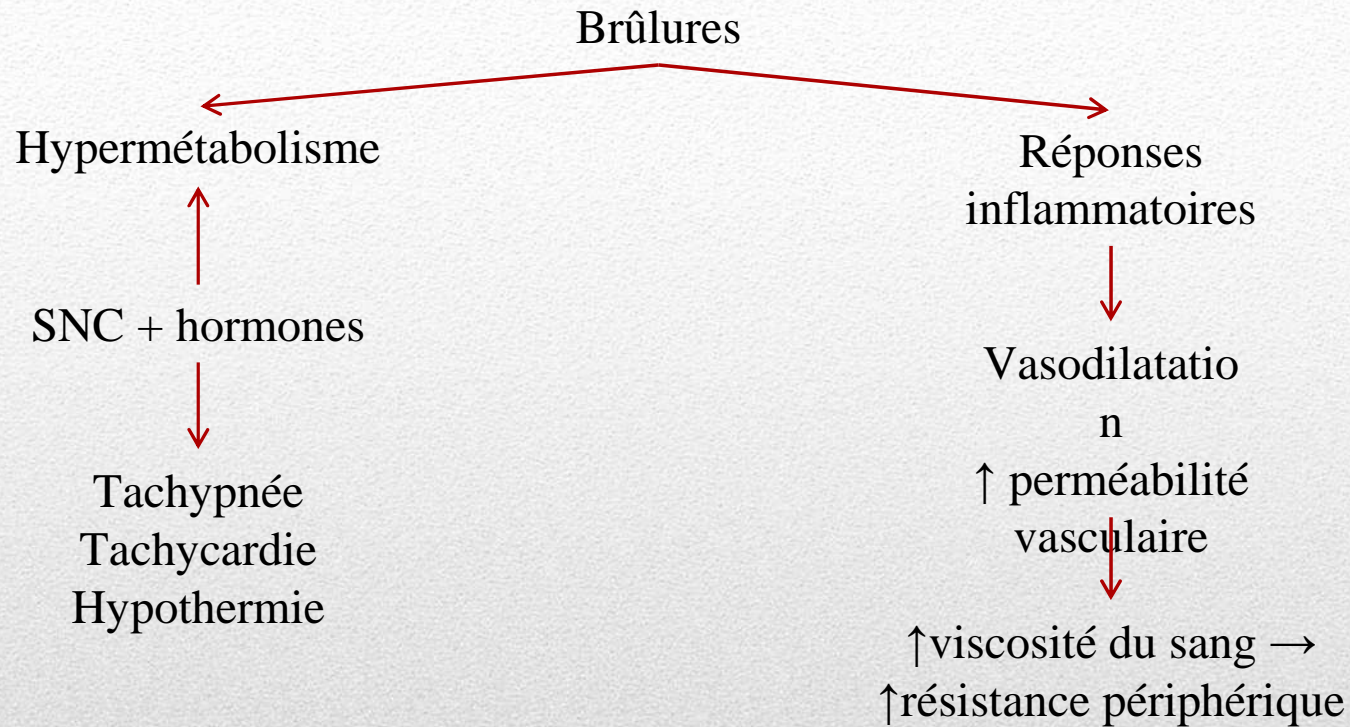 Brûlures
Hypermétabolisme
SNC + hormones
Tachypnée
Tachycardie
Hypothermie
Réponses
inflammatoires
Vasodilatatio
n
↑ perméabilité
vasculaire
↑viscosité du sang →
↑résistance périphérique